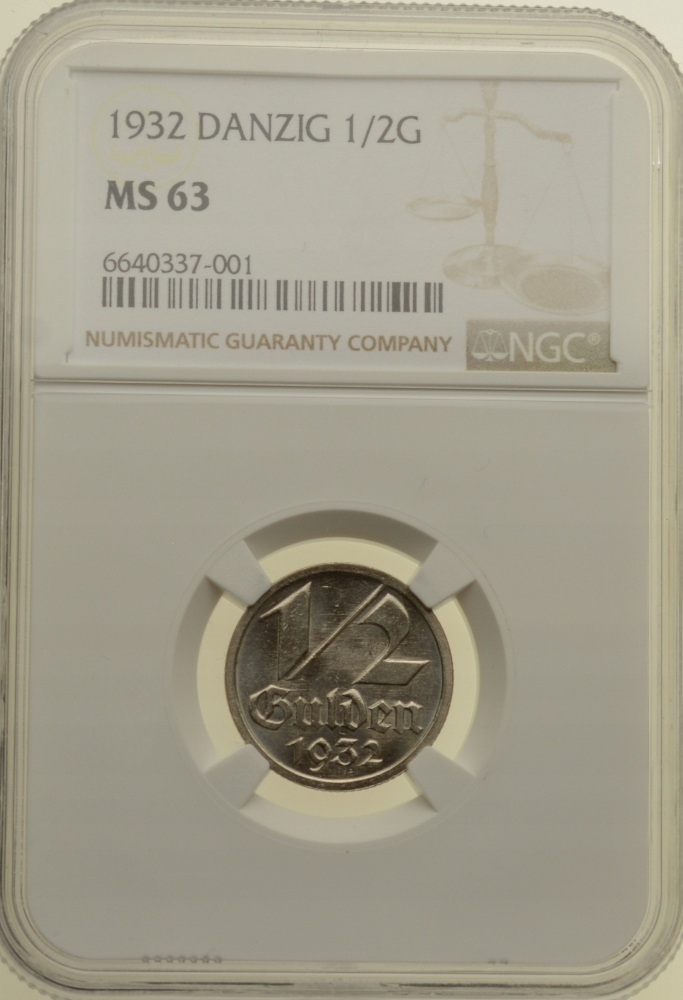 1932 DANZIG 1/2G
MS 63
6640337-001
NUMISMATIC GUARANTY COMPANY
NGC®
1/2
Gulden
1932